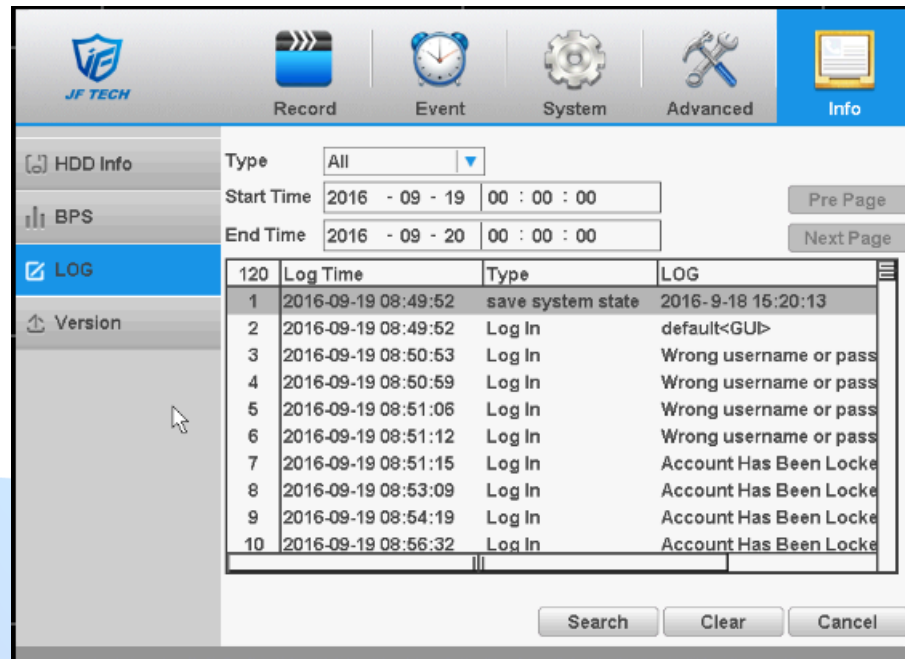 JF TECH
Record Event System Advanced Info
HDD Info
BPS
LOG
Version
Type All
Start Time 2016 - 09 - 19 00 : 00 : 00
Pre Page
End Time 2016 - 09 - 20 00 : 00 : 00
Next Page
120 Log Time Type LOG
1 2016-09-19 08:49:52 save system state 2016- 9-18 15:20:13
2 2016-09-19 08:49:52 Log In default<GUI>
3 2016-09-19 08:50:53 Log In Wrong username or pass
4 2016-09-19 08:50:59 Log In Wrong username or pass
5 2016-09-19 08:51:06 Log In Wrong username or pass
6 2016-09-19 08:51:12 Log In Wrong username or pass
7 2016-09-19 08:51:15 Log In Account Has Been Locke
8 2016-09-19 08:53:09 Log In Account Has Been Locke
9 2016-09-19 08:54:19 Log In Account Has Been Locke
10 2016-09-19 08:56:32 Log In Account Has Been Locke
Search Clear Cancel